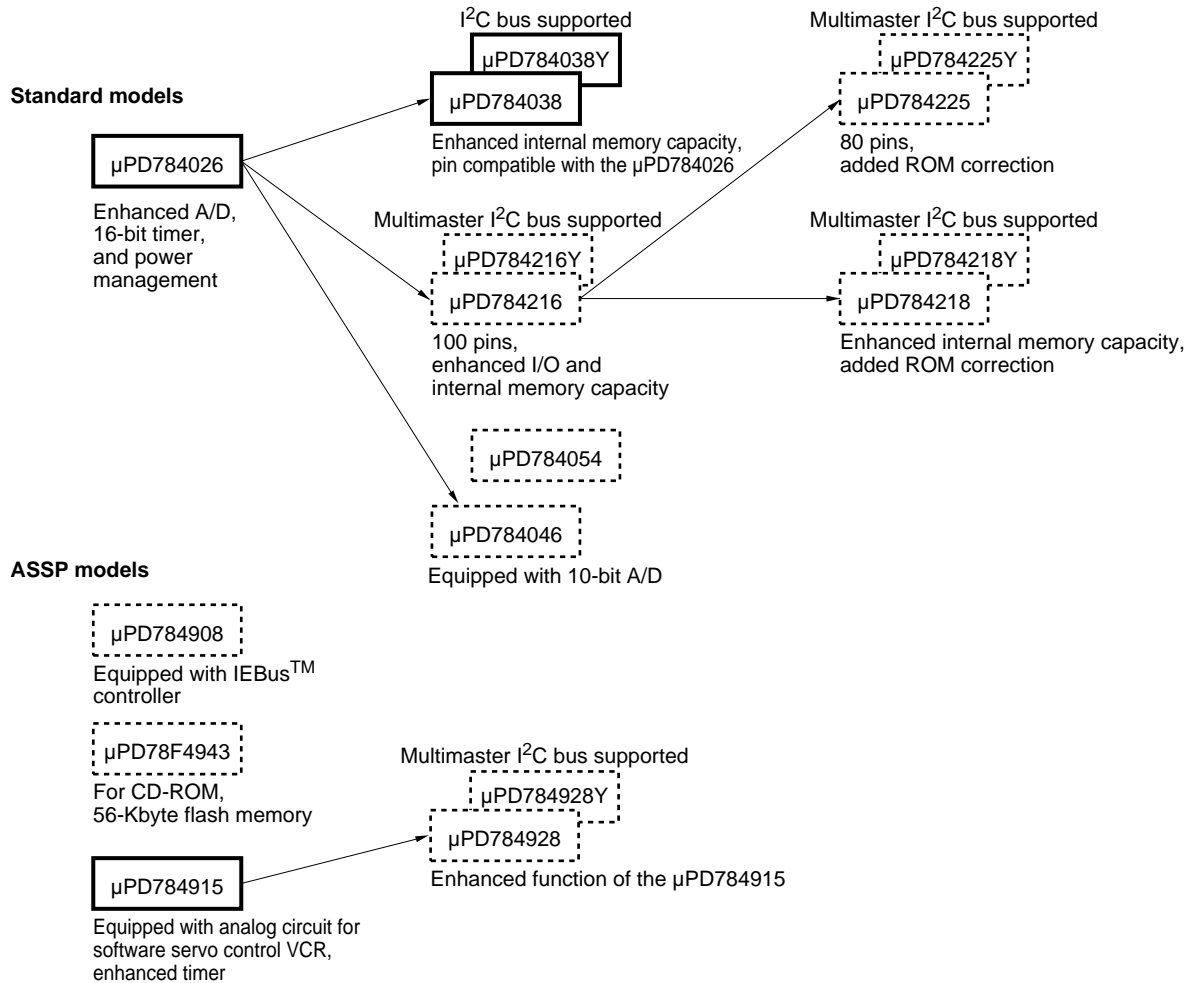 Standard models
µPD784026
Enhanced A/D,
16-bit timer,
and power
management
I2C bus supported
µPD784038Y
µPD784038
Enhanced internal memory capacity,
pin compatible with the µPD784026
Multimaster I2C bus supported
µPD784225Y
µPD784225
80 pins,
added ROM correction
Multimaster I2C bus supported
µPD784216Y
µPD784216
100 pins,
enhanced I/O and
internal memory capacity
Multimaster I2C bus supported
µPD784218Y
µPD784218
Enhanced internal memory capacity,
added ROM correction
µPD784054
µPD784046
Equipped with 10-bit A/D
ASSP models
µPD784908
Equipped with IEBusTM
controller
µPD78F4943
For CD-ROM,
56-Kbyte flash memory
µPD784915
Equipped with analog circuit for
software servo control VCR,
enhanced timer
Multimaster I2C bus supported
µPD784928Y
µPD784928
Enhanced function of the µPD784915